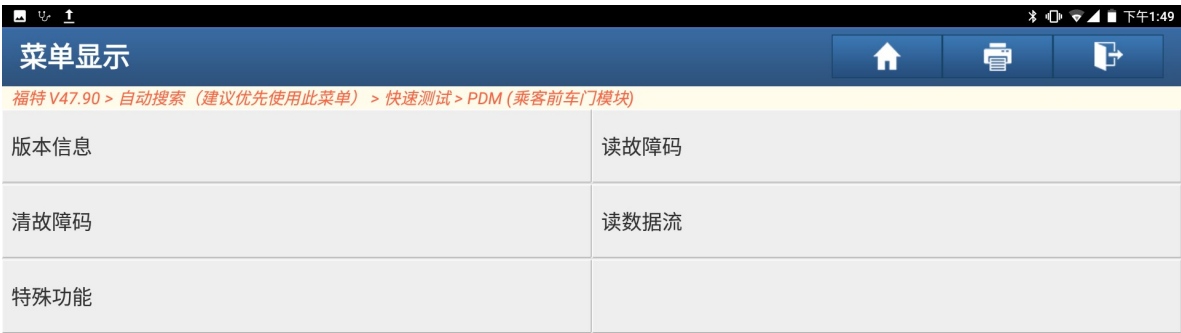 下午1:49
菜单显示
福特 V47.90 > 自动搜索（建议优先使用此菜单） > 快速测试 > PDM (乘客前车门模块)
版本信息 读故障码
清故障码 读数据流
特殊功能